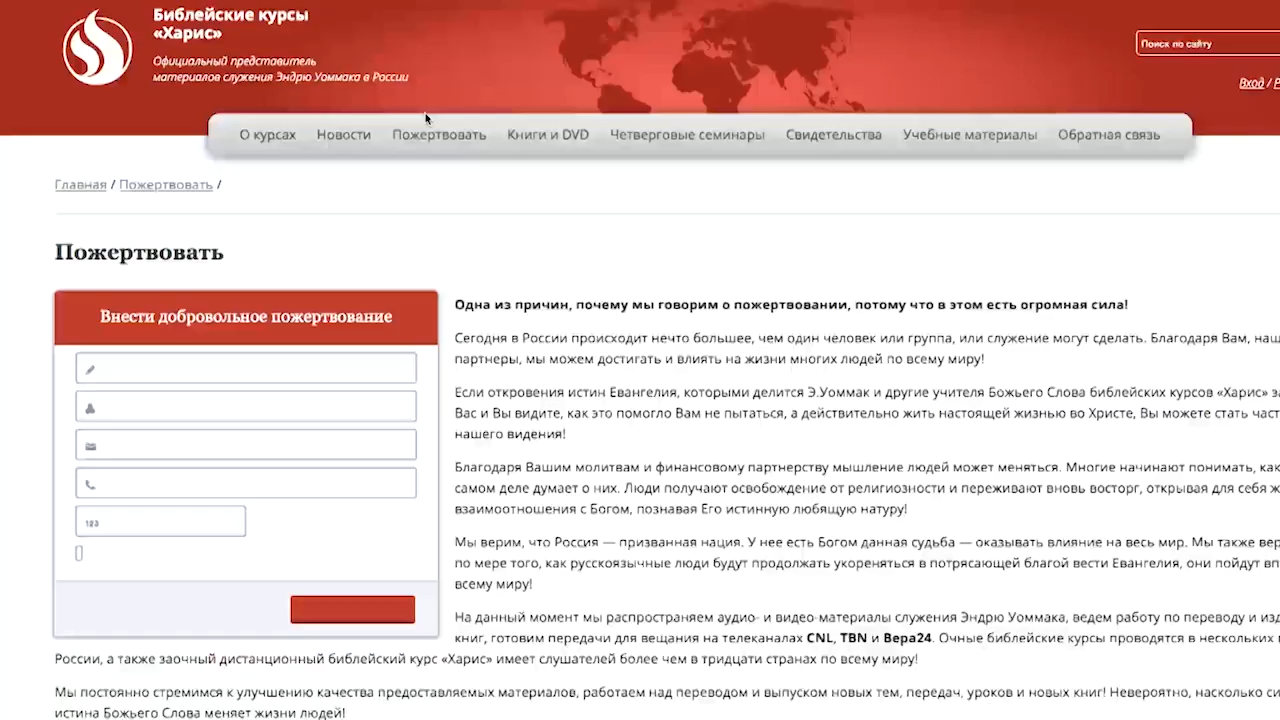 Библейские курсы
«Харис»
Официальный представитель
материалов служения Эндрю Уоммака в России
Поиск по сайту
Вход /
О курсах Новости Пожертвовать Книги и DVD Четверговые семинары Свидетельства Учебные материалы Обратная связь
Главная / Пожертвовать /
Пожертвовать
Внести добровольное пожертвование
123
Одна из причин, почему мы говорим о пожертвовании, потому что в этом есть огромная сила!
Сегодня в России происходит нечто большее, чем один человек или группа, или служение могут сделать. Благодаря Вам, наш
партнеры, мы можем достигать и влиять на жизни многих людей по всему миру!
Если откровения истин Евангелия, которыми делится Э.Уоммак и другие учителя Божьего Слова библейских курсов «Харис» за
Вас и Вы видите, как это помогло Вам не пытаться, а действительно жить настоящей жизнью во Христе, Вы можете стать част
нашего видения!
Благодаря Вашим молитвам и финансовому партнерству мышление людей может меняться. Многие начинают понимать, как
самом деле думает о них. Люди получают освобождение от религиозности и переживают вновь восторг, открывая для себя ж
взаимоотношения с Богом, познавая Его истинную любящую натуру!
Мы верим, что Россия — призванная нация. У нее есть Богом данная судьба — оказывать влияние на весь мир. Мы также вер
по мере того, как русскоязычные люди будут продолжать укореняться в потрясающей благой вести Евангелия, они пойдут вп
всему миру!
На данный момент мы распространяем аудио- и видео-материалы служения Эндрю Уоммака, ведем работу по переводу и изд
книг, готовим передачи для вещания на телеканалах CNL, TBN и Вера24. Очные библейские курсы проводятся в нескольких
России, а также заочный дистанционный библейский курс «Харис» имеет слушателей более чем в тридцати странах по всему миру!
Мы постоянно стремимся к улучшению качества предоставляемых материалов, работаем над переводом и выпуском новых тем, передач, уроков и новых книг! Невероятно, насколько си
истина Божьего Слова меняет жизни людей!